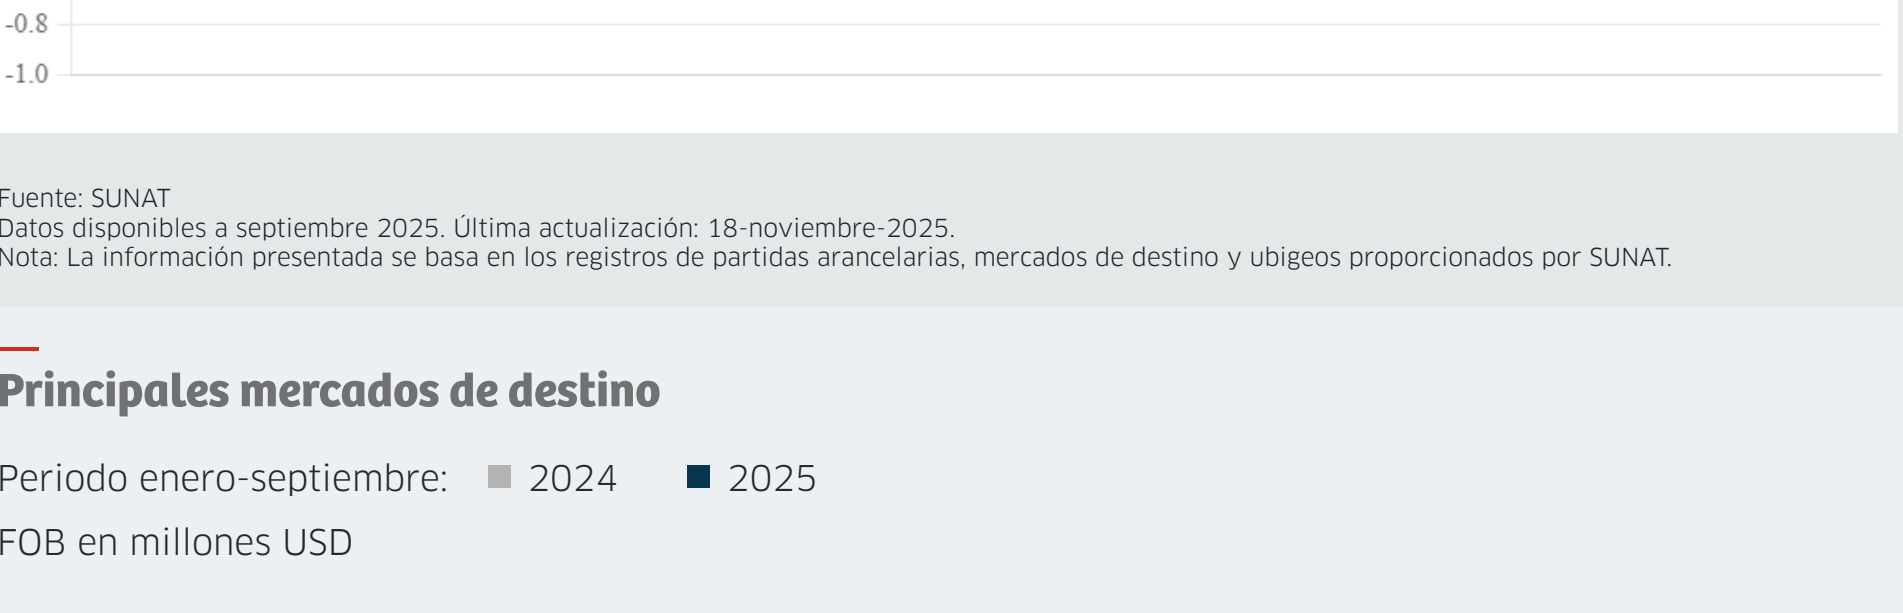 -0.8
-1.0
Fuente: SUNAT
Datos disponibles a septiembre 2025. Última actualización: 18-noviembre-2025.
Nota: La información presentada se basa en los registros de partidas arancelarias, mercados de destino y ubigeos proporcionados por SUNAT.
Principales mercados de destino
Periodo enero-septiembre: 2024 2025
FOB en millones USD